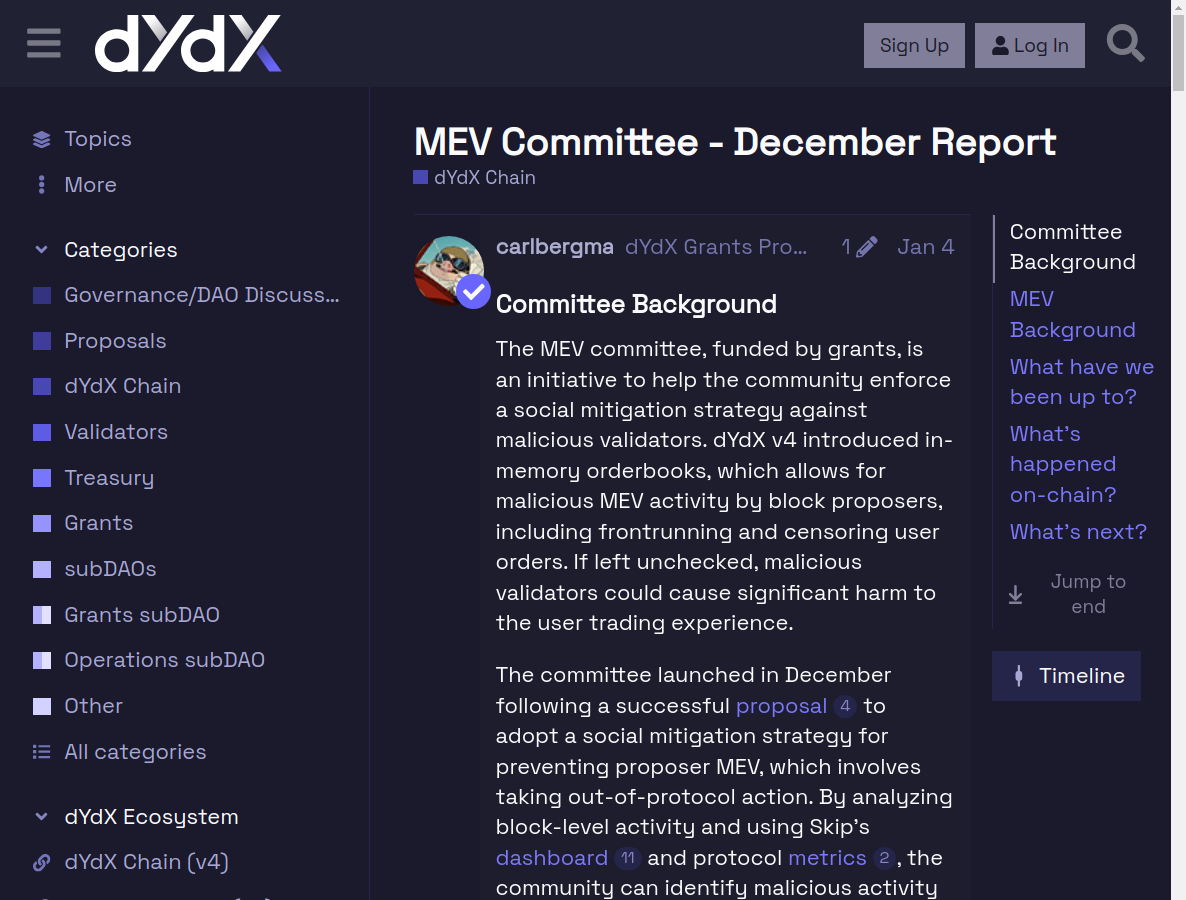 dYdX
Sign Up
Log In
Topics
More
Categories
Governance/DAO Discuss...
Proposals
dYdX Chain
Validators
Treasury
Grants
subDAOs
Grants subDAO
Operations subDAO
Other
All categories
dYdX Ecosystem
dYdX Chain (v4)
MEV Committee - December Report
dYdX Chain
carlbergma dYdX Grants Pro... 1 Jan 4
Committee Background
The MEV committee, funded by grants, is
an initiative to help the community enforce
a social mitigation strategy against
malicious validators. dYdX v4 introduced in-
memory orderbooks, which allows for
malicious MEV activity by block proposers,
including frontrunning and censoring user
orders. If left unchecked, malicious
validators could cause significant harm to
the user trading experience.
The committee launched in December
following a successful proposal 4 to
adopt a social mitigation strategy for
preventing proposer MEV, which involves
taking out-of-protocol action. By analyzing
block-level activity and using Skip's
dashboard 11 and protocol metrics 2 , the
community can identify malicious activity
Committee
Background
MEV
Background
What have we
been up to?
What's
happened
on-chain?
What's next?
Jump to
end
Timeline